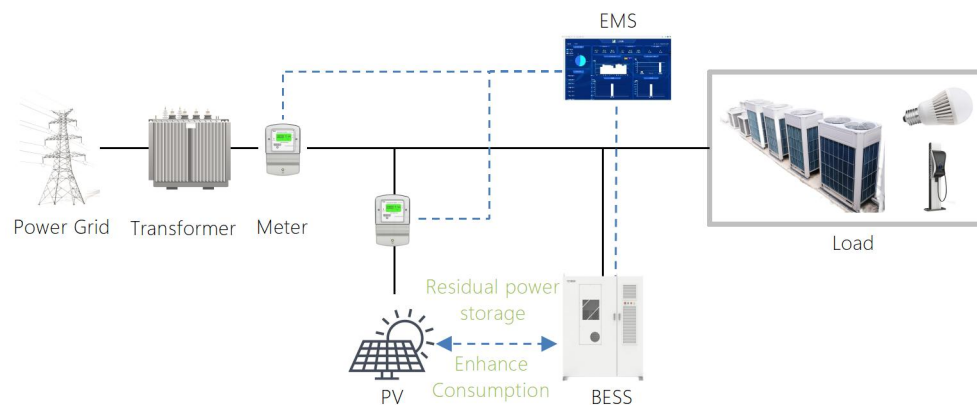 EMS
Power Grid
Transformer
Meter
Load
Residual power
storage
Enhance
Consumption
PV
BESS